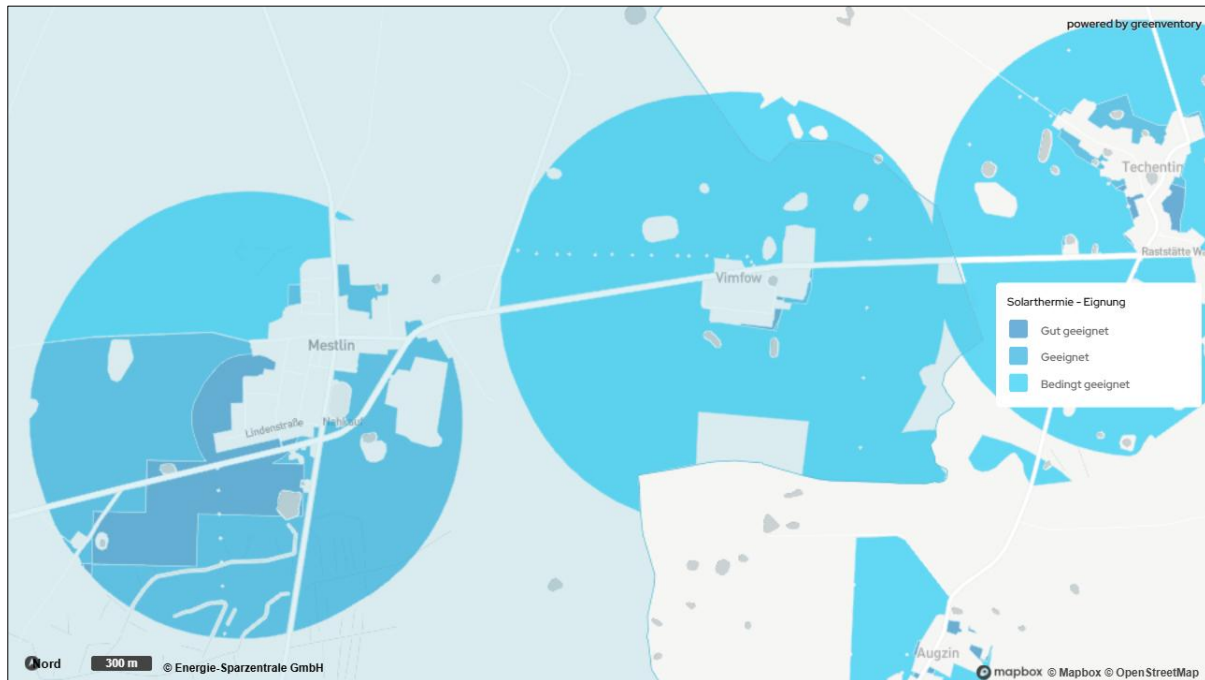 powered by greenventory
Techentin
Raststätte W
Vimfow
Solarthermie - Eignung
Gut geeignet
Geeignet
Bedingt geeignet
Mestlin
Lindenstraße
Augzin
Nord
300 m
© Energie-Sparzentrale GmbH
mapbox © Mapbox © OpenStreetMap